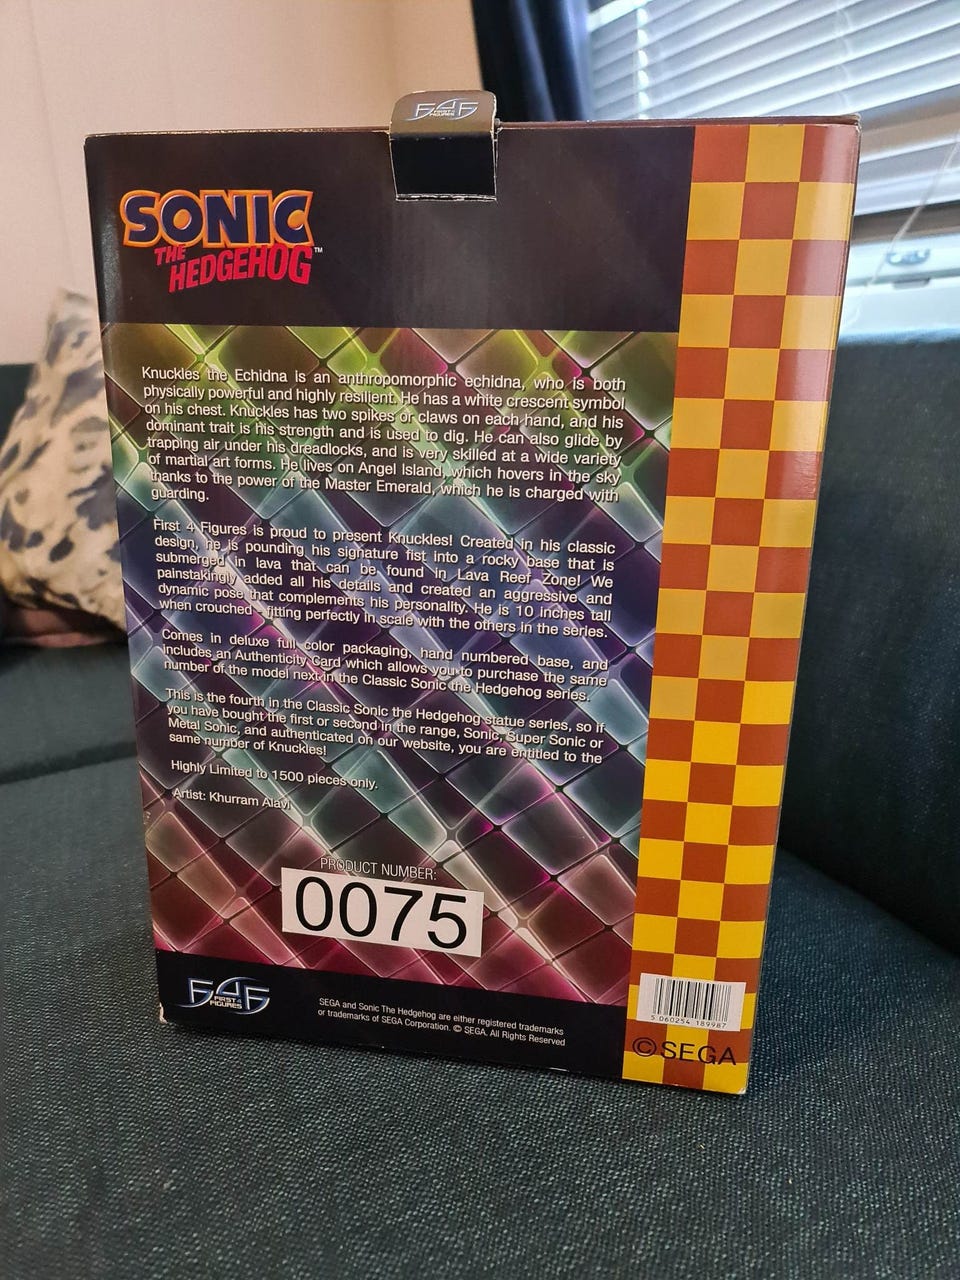 F4F
FIRST 4
FIGURES
SONIC
THE
HEDGEHOG™
Knuckles the Echidna is an anthropomorphic echidna, who is both
physically powerful and highly resilient. He has a white crescent symbol
on his chest. Knuckles has two spikes or claws on each hand, and his
dominant trait is his strength and is used to dig. He can also glide by
trapping air under his dreadlocks, and is very skilled at a wide variety
of martial art forms. He lives on Angel Island, which hovers in the sky
thanks to the power of the Master Emerald, which he is charged with
guarding.
First 4 Figures is proud to present Knuckles! Created in his classic
design, he is pounding his signature fist into a rocky base that is
submerged in lava that can be found in Lava Reef Zone! We
painstakingly added all his details and created an aggressive and
dynamic pose that complements his personality. He is 10 inches tall
when crouched - fitting perfectly in scale with the others in the series.
Comes in deluxe full color packaging, hand numbered base, and
includes an Authenticity Card which allows you to purchase the same
number of the model next in the Classic Sonic the Hedgehog series.
This is the fourth in the Classic Sonic the Hedgehog statue series, so if
you have bought the first or second in the range, Sonic, Super Sonic or
Metal Sonic, and authenticated on our website, you are entitled to the
same number of Knuckles!
Highly Limited to 1500 pieces only.
Artist: Khurram Alavi
PRODUCT NUMBER:
0075
F4F
FIRST 4
FIGURES
SEGA and Sonic The Hedgehog are either registered trademarks
or trademarks of SEGA Corporation. © SEGA. All Rights Reserved
5 060254 189987
©SEGA